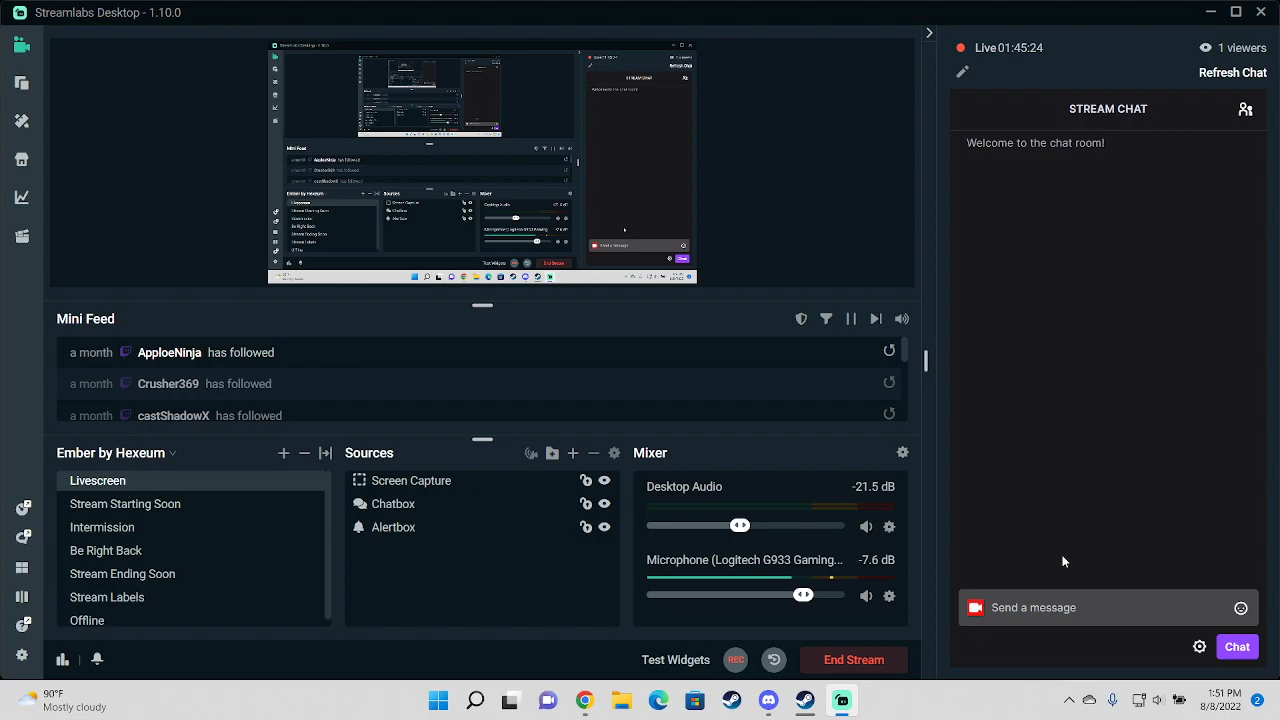 Streamlabs Desktop - 1.10.0
Live 01:45:24
1 viewers
Refresh Chat
STREAM CHAT
Welcome to the chat room!
Mini Feed
a month ApploeNinja has followed
a month Crusher369 has followed
a month castShadowX has followed
Ember by Hexeum
Livescreen
Stream Starting Soon
Intermission
Be Right Back
Stream Ending Soon
Stream Labels
Offline
Sources
Screen Capture
Chatbox
Alertbox
Mixer
Desktop Audio -21.5 dB
Microphone (Logitech G933 Gaming... -7.6 dB
Send a message
Chat
Test Widgets
REC
End Stream
90°F
Mostly cloudy
1:51 PM
8/8/2022
2